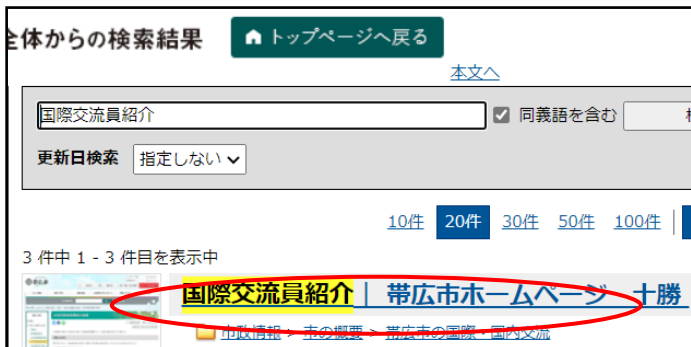 全体からの検索結果 トップページへ戻る
本文へ
国際交流員紹介 同義語を含む
更新日検索 指定しない
10件 20件 30件 50件 100件
3 件中 1 - 3 件目を表示中
国際交流員紹介 | 帯広市ホームページ 十勝
市政情報 > 市の概要 > 帯広市の国際・国内交流